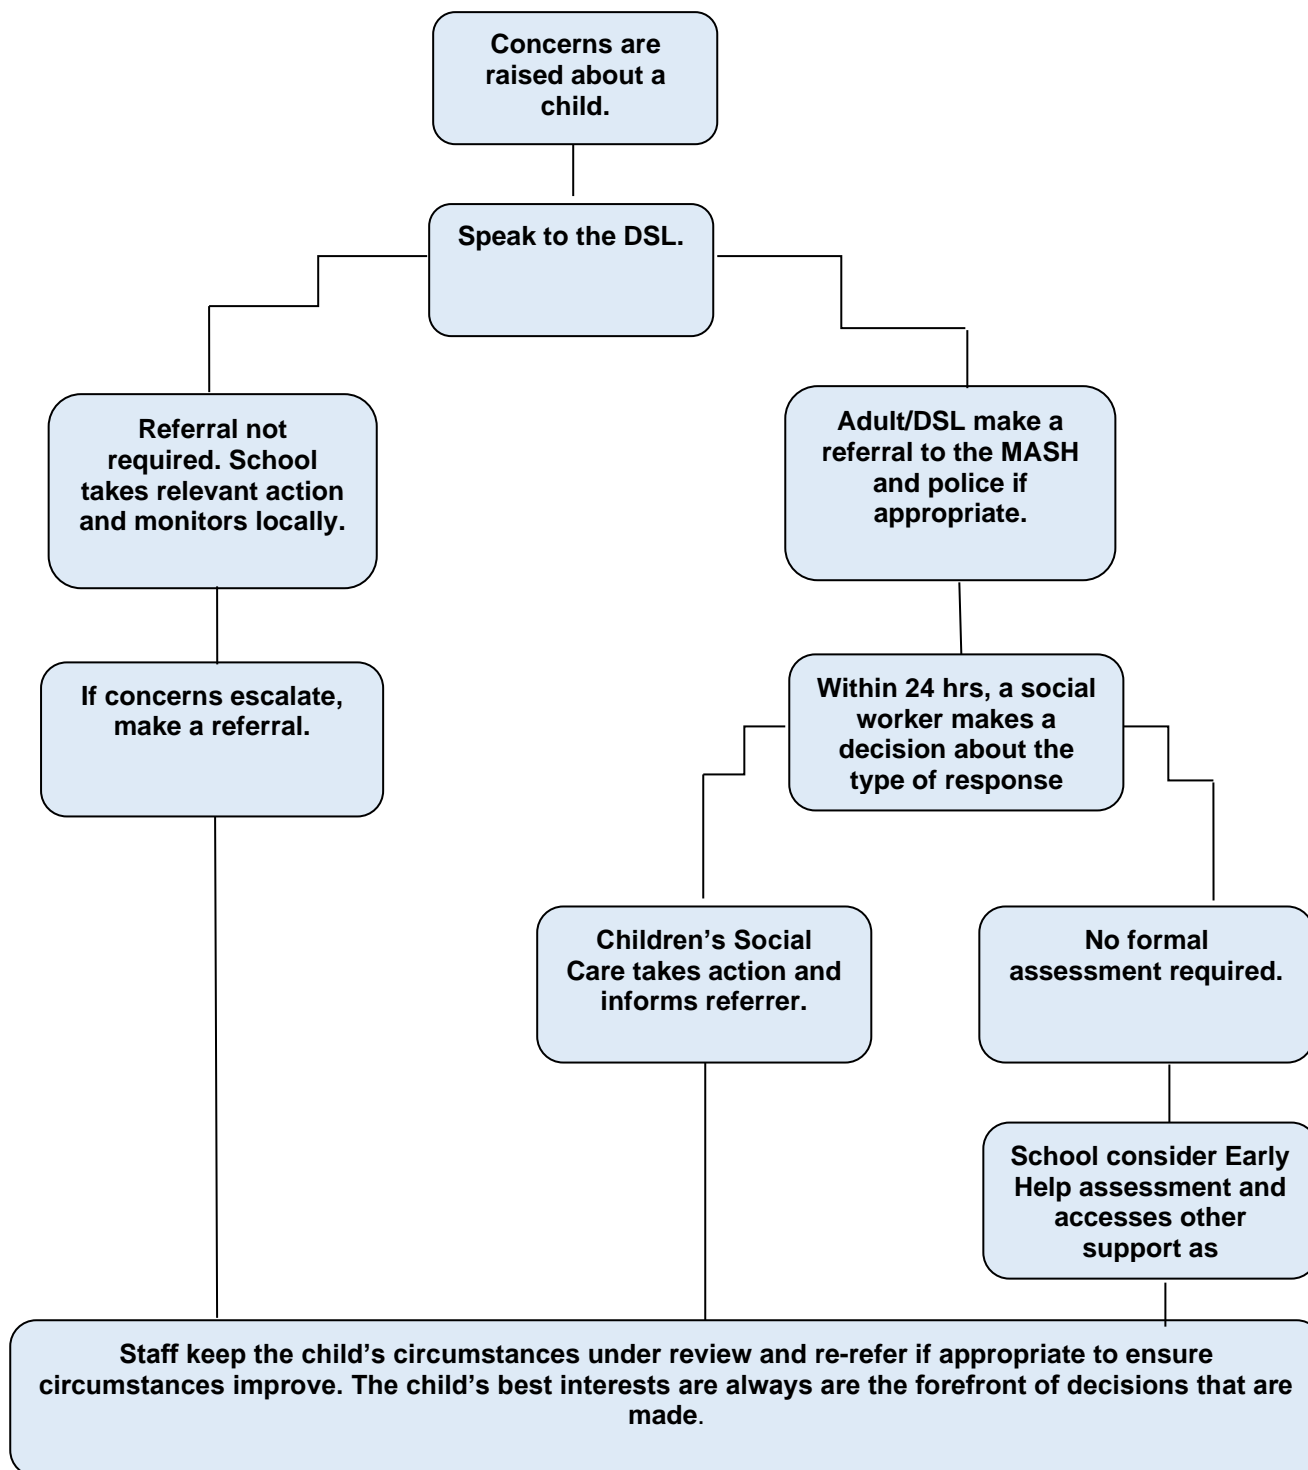 Concerns are
raised about a
child.
Speak to the DSL.
Referral not
required. School
takes relevant action
and monitors locally.
Adult/DSL make a
referral to the MASH
and police if
appropriate.
If concerns escalate,
make a referral.
Within 24 hrs, a social
worker makes a
decision about the
type of response
Children’s Social
Care takes action and
informs referrer.
No formal
assessment required.
School consider Early
Help assessment and
accesses other
support as
Staff keep the child’s circumstances under review and re-refer if appropriate to ensure
circumstances improve. The child’s best interests are always are the forefront of decisions that are
made.